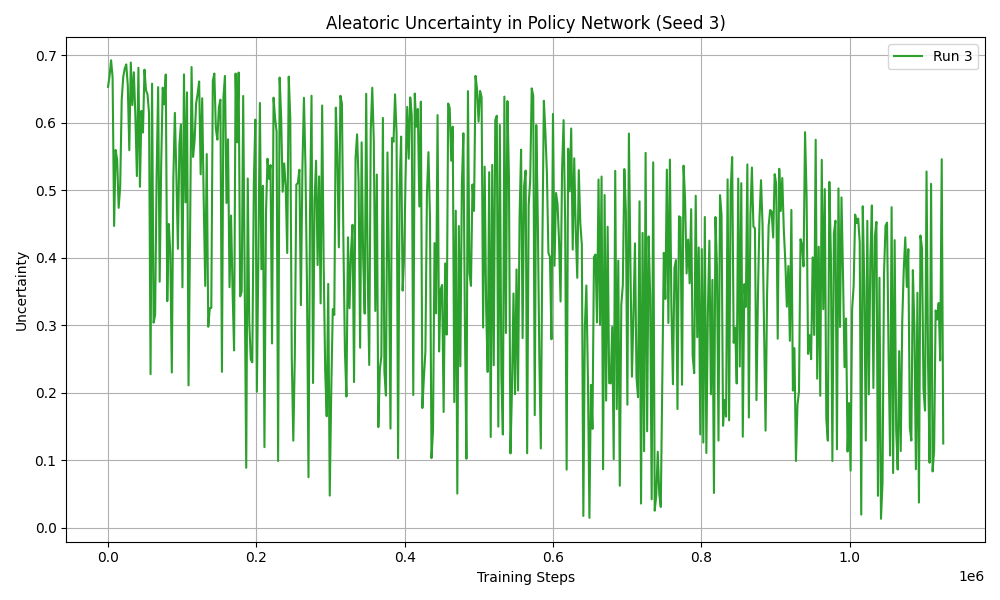 Aleatoric Uncertainty in Policy Network (Seed 3)
Run 3
Uncertainty
0.7
0.6
0.5
0.4
0.3
0.2
0.1
0.0
0.0 0.2 0.4 0.6 0.8 1.0
1e6
Training Steps